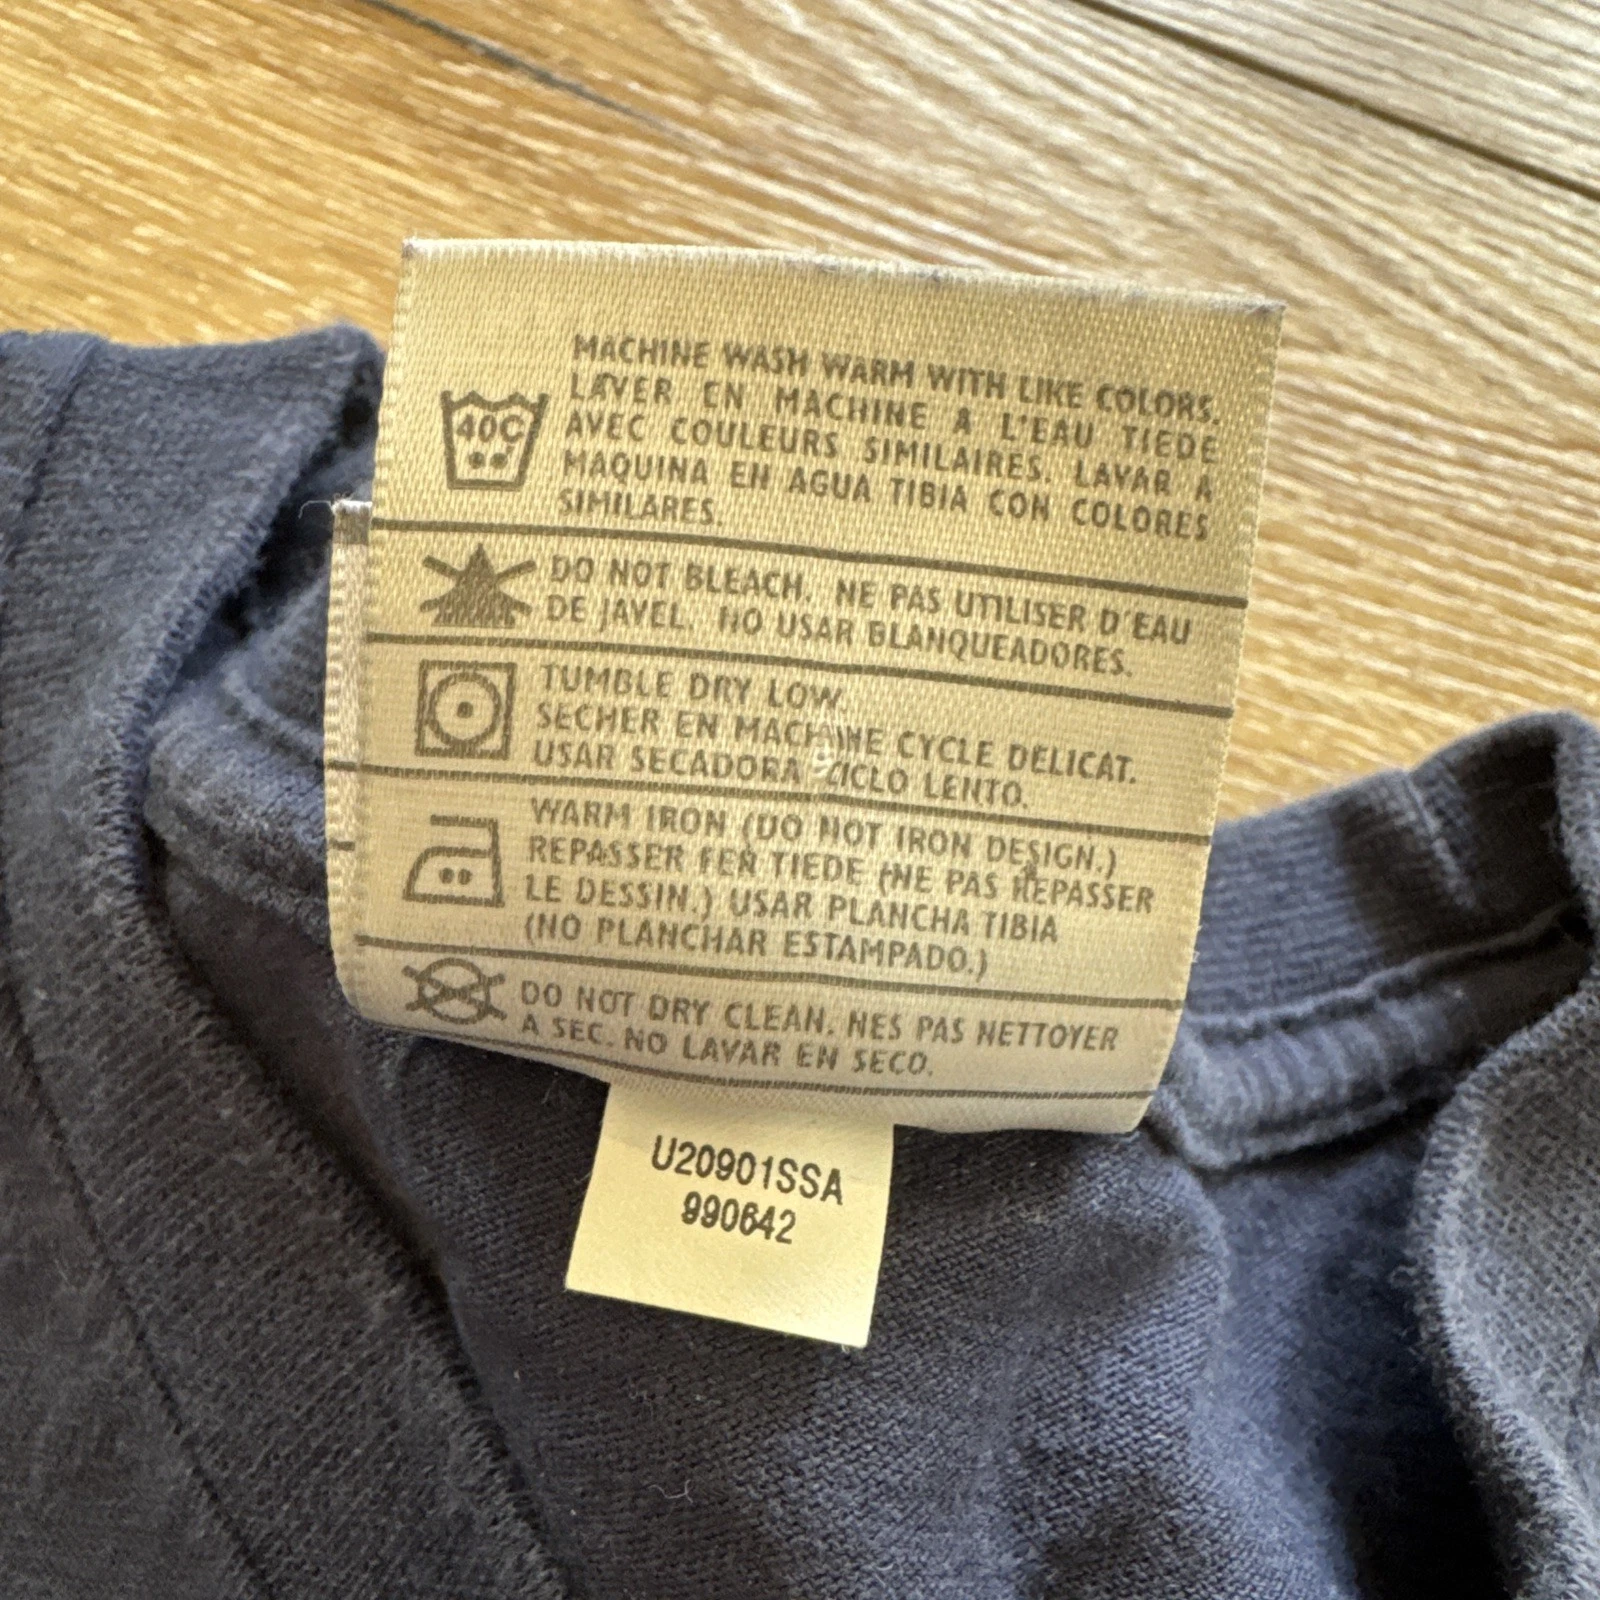 MACHINE WASH WARM WITH LIKE COLORS.
LAVER EN MACHINE A L'EAU TIEDE
40C
AVEC COULEURS SIMILAIRES. LAVAR A
MAQUINA EN AGUA TIBIA CON COLORES
SIMILARES.
DO NOT BLEACH. NE PAS UTILISER D'EAU
DE JAVEL. NO USAR BLANQUEADORES.
TUMBLE DRY LOW.
SECHER EN MACHINE CYCLE DELICAT.
USAR SECADORA CICLO LENTO.
WARM IRON (DO NOT IRON DESIGN.)
REPASSER FER TIEDE (NE PAS REPASSER
LE DESSIN.) USAR PLANCHA TIBIA
(NO PLANCHAR ESTAMPADO.)
DO NOT DRY CLEAN. NES PAS NETTOYER
A SEC. NO LAVAR EN SECO.
U20901SSA
990642